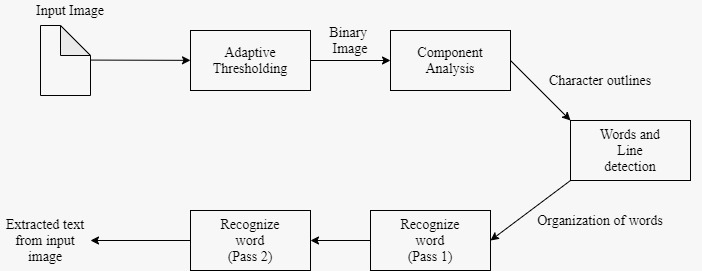 Input Image
Adaptive
Thresholding
Binary
Image
Component
Analysis
Character outlines
Words and
Line
detection
Organization of words
Recognize
word
(Pass 1)
Recognize
word
(Pass 2)
Extracted text
from input
image